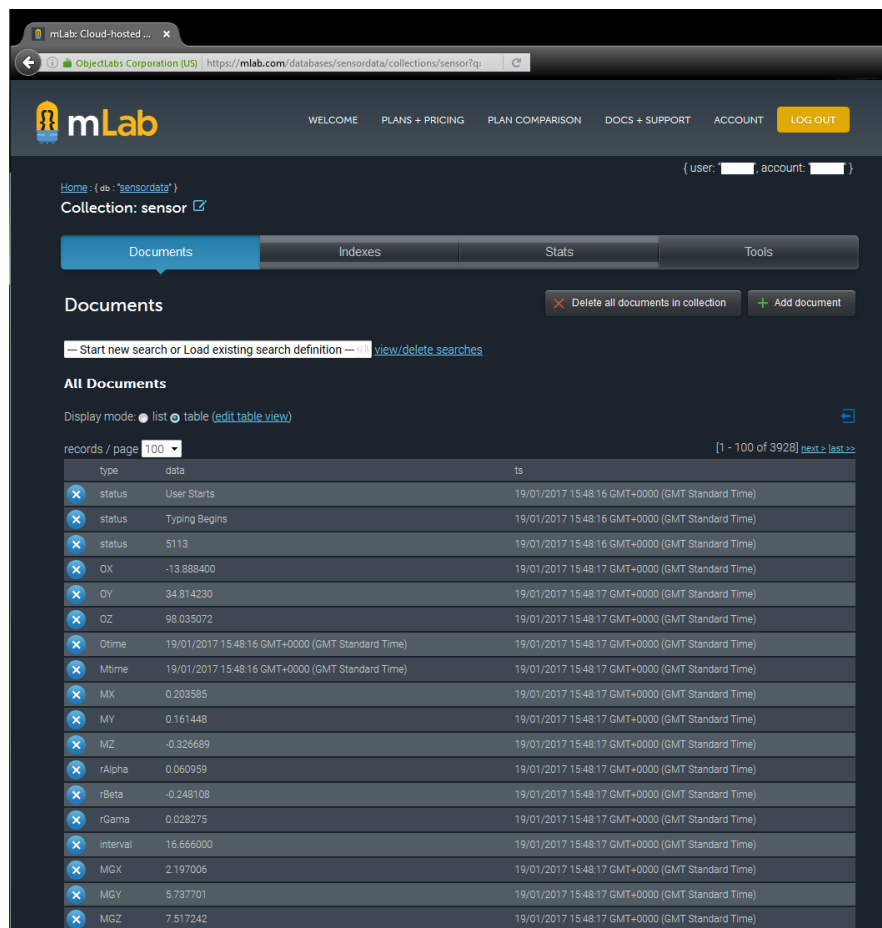 mLab: Cloud-hosted ...
ObjectLabs Corporation (US) https://mlab.com/databases/sensordata/collections/sensor?q:
mLab WELCOME PLANS + PRICING PLAN COMPARISON DOCS + SUPPORT ACCOUNT LOG OUT
{ user: " ", account: " " }
Home : { db : "sensordata" }
Collection: sensor
Documents Indexes Stats Tools
Documents Delete all documents in collection Add document
--- Start new search or Load existing search definition --- view/delete searches
All Documents
Display mode: list table (edit table view)
records / page 100 [1 - 100 of 3928] next > last >>
type data ts
status User Starts 19/01/2017 15:48:16 GMT+0000 (GMT Standard Time)
status Typing Begins 19/01/2017 15:48:16 GMT+0000 (GMT Standard Time)
status 5113 19/01/2017 15:48:16 GMT+0000 (GMT Standard Time)
OX -13.888400 19/01/2017 15:48:16 GMT+0000 (GMT Standard Time)
OY 34.814230 19/01/2017 15:48:16 GMT+0000 (GMT Standard Time)
OZ 98.035072 19/01/2017 15:48:16 GMT+0000 (GMT Standard Time)
Otime 19/01/2017 15:48:16 GMT+0000 (GMT Standard Time) 19/01/2017 15:48:16 GMT+0000 (GMT Standard Time)
Mtime 19/01/2017 15:48:16 GMT+0000 (GMT Standard Time) 19/01/2017 15:48:16 GMT+0000 (GMT Standard Time)
MX 0.203585 19/01/2017 15:48:17 GMT+0000 (GMT Standard Time)
MY 0.161448 19/01/2017 15:48:17 GMT+0000 (GMT Standard Time)
MZ -0.326689 19/01/2017 15:48:17 GMT+0000 (GMT Standard Time)
rAlpha 0.060959 19/01/2017 15:48:17 GMT+0000 (GMT Standard Time)
rBeta -0.248108 19/01/2017 15:48:17 GMT+0000 (GMT Standard Time)
rGama 0.028275 19/01/2017 15:48:17 GMT+0000 (GMT Standard Time)
interval 16.666000 19/01/2017 15:48:17 GMT+0000 (GMT Standard Time)
MGX 2.197006 19/01/2017 15:48:17 GMT+0000 (GMT Standard Time)
MGY 5.737701 19/01/2017 15:48:17 GMT+0000 (GMT Standard Time)
MGZ 7.517242 19/01/2017 15:48:17 GMT+0000 (GMT Standard Time)